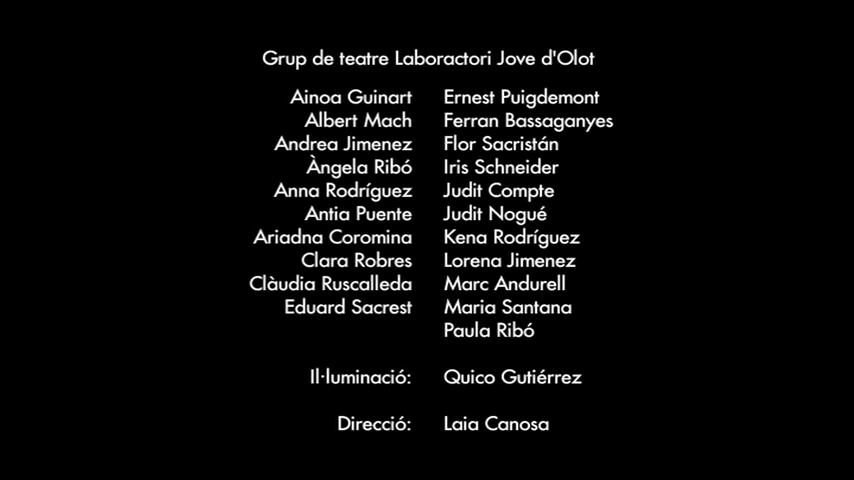 Grup de teatre Laboractori Jove d'Olot
Ainoa Guinart Ernest Puigdemont
Albert Mach Ferran Bassaganyes
Andrea Jimenez Flor Sacristán
Àngela Ribó Iris Schneider
Anna Rodríguez Judit Compte
Antia Puente Judit Nogué
Ariadna Coromina Kena Rodríguez
Clara Robres Lorena Jimenez
Clàudia Ruscalleda Marc Andurell
Eduard Sacrest Maria Santana
Paula Ribó
Il·luminació: Quico Gutiérrez
Direcció: Laia Canosa